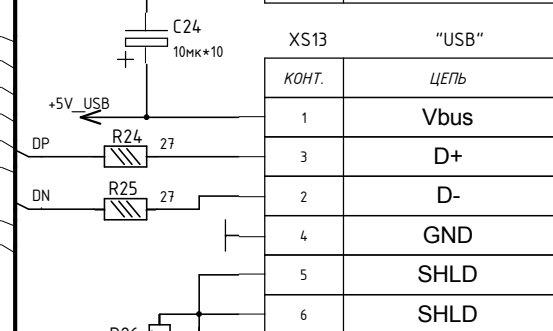 C24
10мк*10
+
+5V_USB
DP
R24
27
DN
R25
27
XS13
"USB"
КОНТ.
ЦЕПЬ
1
Vbus
3
D+
2
D-
4
GND
5
SHLD
6
SHLD